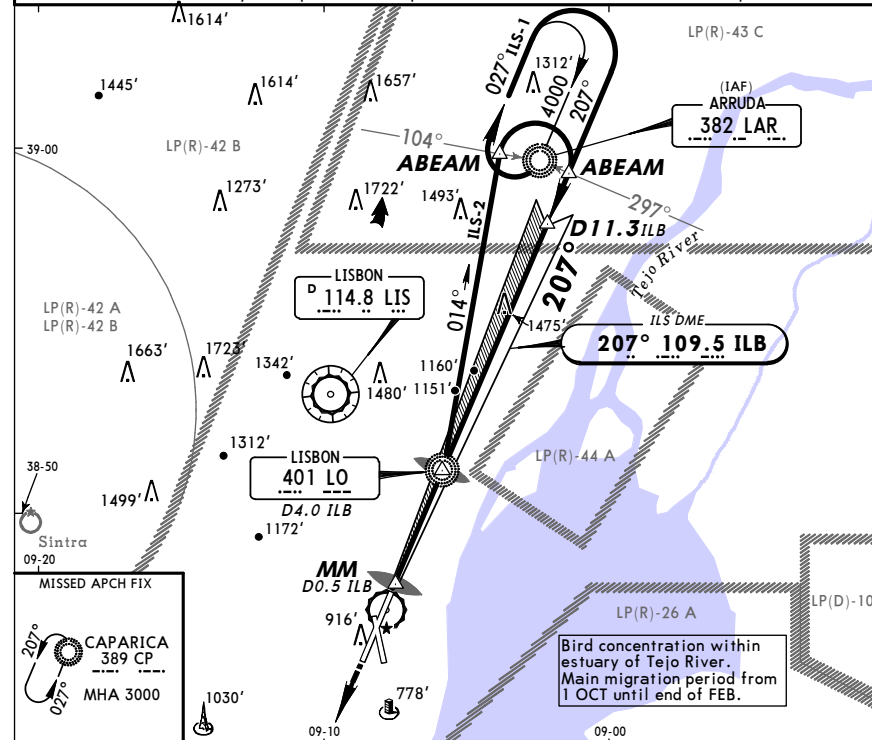 1614'
LP(R)-43 C
1445'
1614'
1657'
027° ILS-1
1312'
4000
207°
(IAF)
ARRUDA
382 LAR
39-00
LP(R)-42 B
104°
ABEAM
ABEAM
1273'
1722'
1493'
ILS-2
297°
D11.3 ILB
207°
Tejo River
LISBON
D 114.8 LIS
014°
LP(R)-42 A
LP(R)-42 B
1475'
ILS DME
207° 109.5 ILB
1663'
1723'
1342'
1480'
1160'
1151'
1312'
LISBON
401 LO
D4.0 ILB
LP(R)-44 A
38-50
1499'
1172'
Sintra
09-20
MM
D0.5 ILB
MISSED APCH FIX
207°
CAPARICA
389 CP
027°
MHA 3000
916'
LP(R)-26 A
LP(D)-10
Bird concentration within
estuary of Tejo River.
Main migration period from
1 OCT until end of FEB.
1030'
778'
09-10
09-00